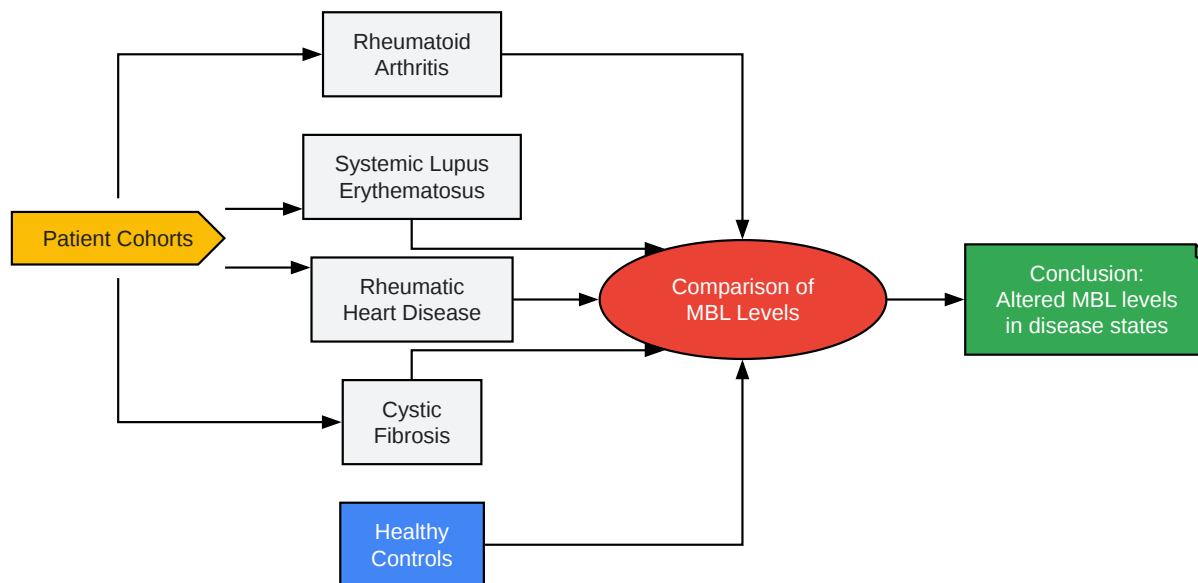 Patient Cohorts
Rheumatoid
Arthritis
Systemic Lupus
Erythematosus
Rheumatic
Heart Disease
Cystic
Fibrosis
Healthy
Controls
Comparison of
MBL Levels
Conclusion:
Altered MBL levels
in disease states